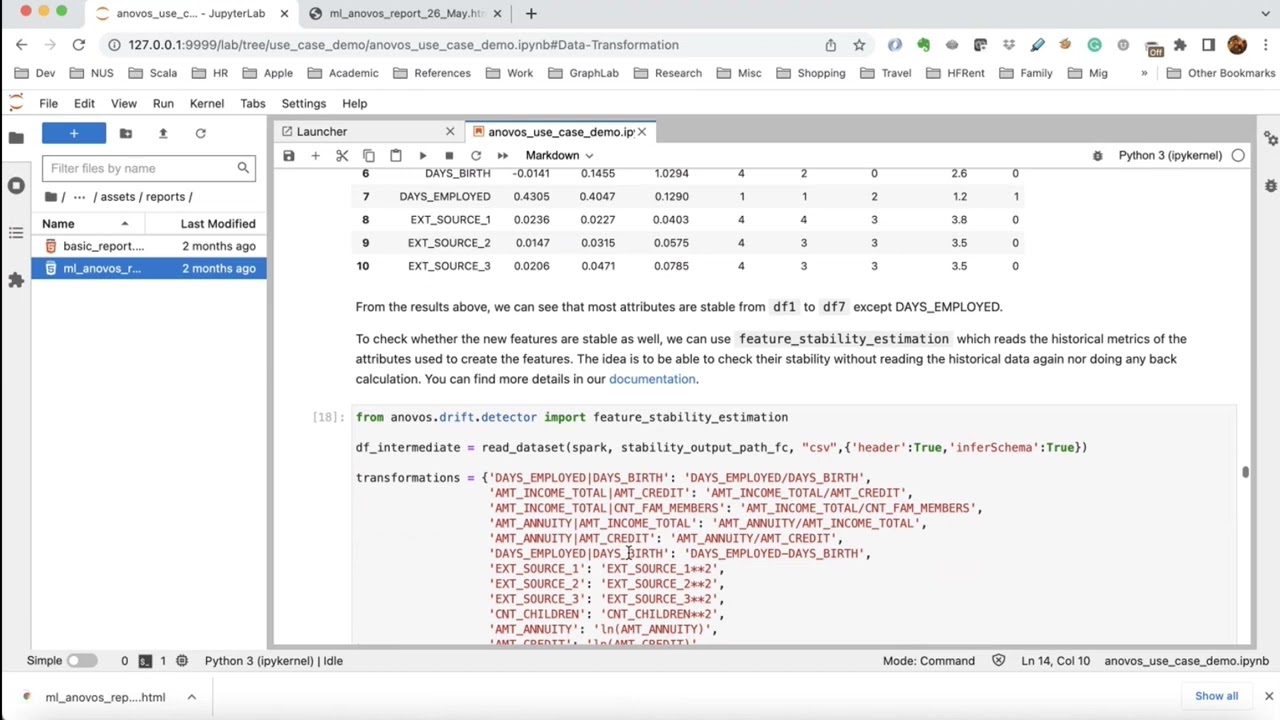 anovos_use_c... - JupyterLab
ml_anovos_report_26_May.htm
127.0.0.1:9999/lab/tree/use_case_demo/anovos_use_case_demo.ipynb#Data-Transformation
Off
Dev NUS Scala HR Apple Academic References Work GraphLab Research Misc Shopping Travel HFRent Family Mig » Other Bookmarks
File Edit View Run Kernel Tabs Settings Help
Launcher
anovos_use_case_demo.ip
Filter files by name
Markdown
Python 3 (ipykernel)
/ ... / assets / reports /
Name Last Modified
basic_report.... 2 months ago
ml_anovos_r... 2 months ago
6 DAYS_BIRTH -0.0141 0.1455 1.0294 4 2 0 2.6 0
7 DAYS_EMPLOYED 0.4305 0.4047 0.1290 1 1 2 1.2 1
8 EXT_SOURCE_1 0.0236 0.0227 0.0403 4 4 3 3.8 0
9 EXT_SOURCE_2 0.0147 0.0315 0.0575 4 3 3 3.5 0
10 EXT_SOURCE_3 0.0206 0.0471 0.0785 4 3 3 3.5 0
From the results above, we can see that most attributes are stable from df1 to df7 except DAYS_EMPLOYED.
To check whether the new features are stable as well, we can use feature_stability_estimation which reads the historical metrics of the
attributes used to create the features. The idea is to be able to check their stability without reading the historical data again nor doing any back
calculation. You can find more details in our documentation.
[18]:
from anovos.drift.detector import feature_stability_estimation
df_intermediate = read_dataset(spark, stability_output_path_fc, "csv",{'header':True,'inferSchema':True})
transformations = {'DAYS_EMPLOYED|DAYS_BIRTH': 'DAYS_EMPLOYED/DAYS_BIRTH',
'AMT_INCOME_TOTAL|AMT_CREDIT': 'AMT_INCOME_TOTAL/AMT_CREDIT',
'AMT_INCOME_TOTAL|CNT_FAM_MEMBERS': 'AMT_INCOME_TOTAL/CNT_FAM_MEMBERS',
'AMT_ANNUITY|AMT_INCOME_TOTAL': 'AMT_ANNUITY/AMT_INCOME_TOTAL',
'AMT_ANNUITY|AMT_CREDIT': 'AMT_ANNUITY/AMT_CREDIT',
'DAYS_EMPLOYED|DAYS_BIRTH': 'DAYS_EMPLOYED-DAYS_BIRTH',
'EXT_SOURCE_1': 'EXT_SOURCE_1**2',
'EXT_SOURCE_2': 'EXT_SOURCE_2**2',
'EXT_SOURCE_3': 'EXT_SOURCE_3**2',
'CNT_CHILDREN': 'CNT_CHILDREN**2',
'AMT_ANNUITY': 'ln(AMT_ANNUITY)',
'AMT_CREDIT': 'ln(AMT_CREDIT)'
Simple 0 1 Python 3 (ipykernel) | Idle Mode: Command Ln 14, Col 10 anovos_use_case_demo.ipynb
ml_anovos_rep....html
Show all